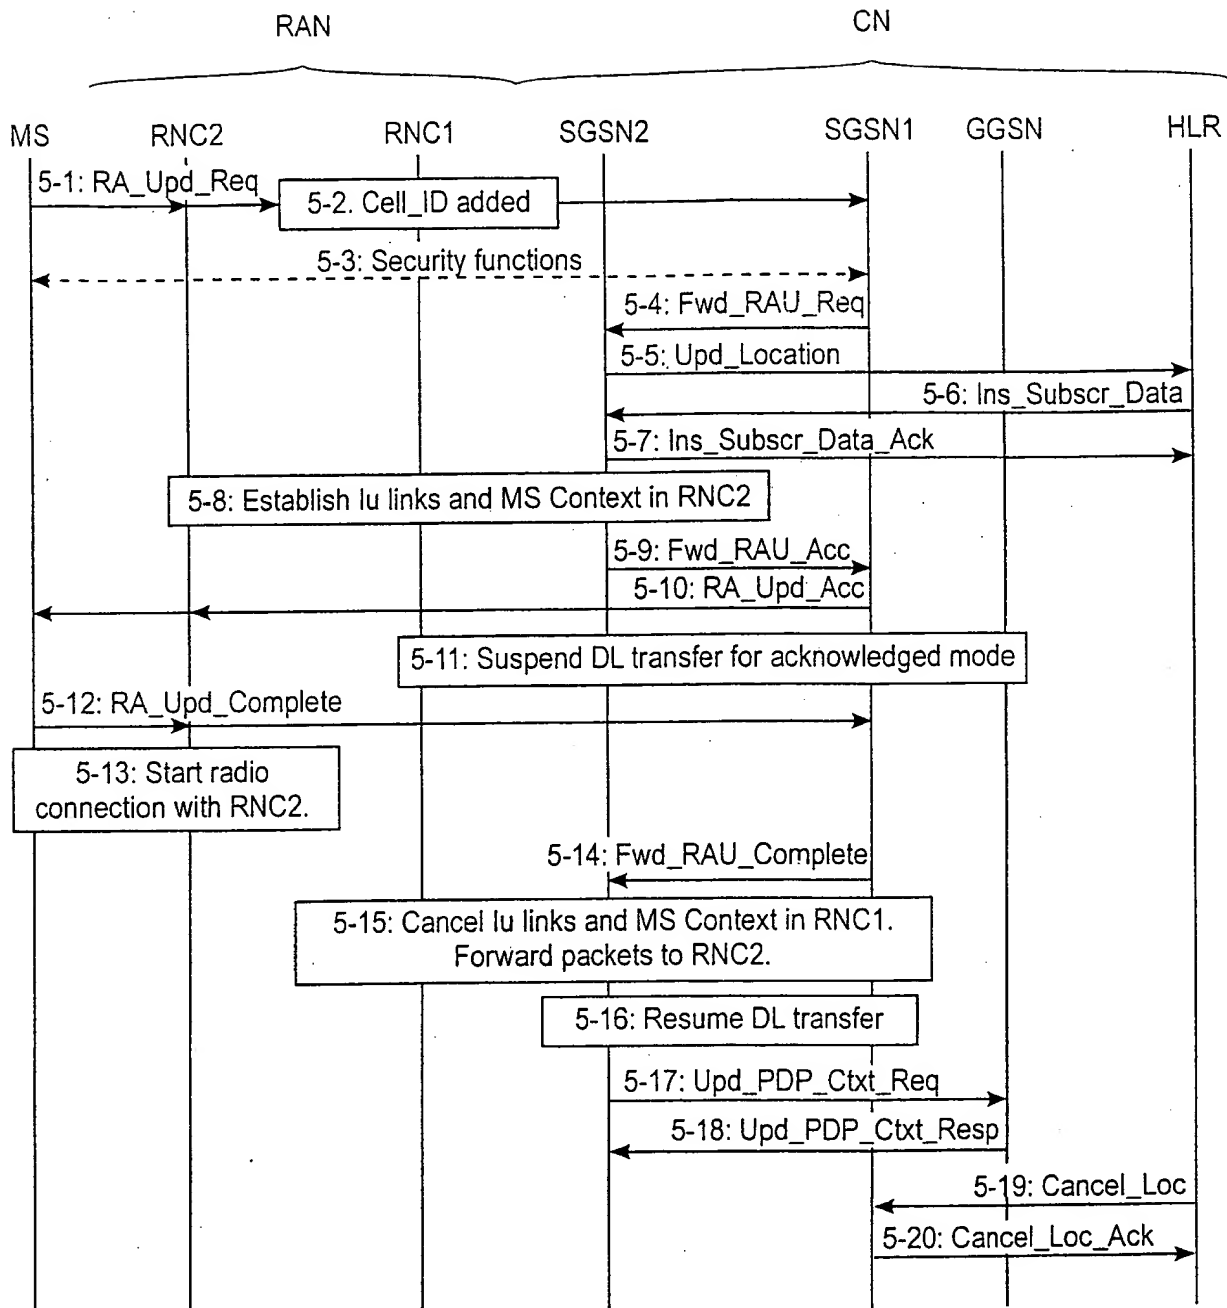 RAN
CN
MS
RNC2
RNC1
SGSN2
SGSN1
GGSN
HLR
5-1: RA_Upd_Req
5-2. Cell_ID added
5-3: Security functions
5-4: Fwd_RAU_Req
5-5: Upd_Location
5-6: Ins_Subscr_Data
5-7: Ins_Subscr_Data_Ack
5-8: Establish Iu links and MS Context in RNC2
5-9: Fwd_RAU_Acc
5-10: RA_Upd_Acc
5-11: Suspend DL transfer for acknowledged mode
5-12: RA_Upd_Complete
5-13: Start radio
connection with RNC2.
5-14: Fwd_RAU_Complete
5-15: Cancel Iu links and MS Context in RNC1.
Forward packets to RNC2.
5-16: Resume DL transfer
5-17: Upd_PDP_Ctxt_Req
5-18: Upd_PDP_Ctxt_Resp
5-19: Cancel_Loc
5-20: Cancel_Loc_Ack